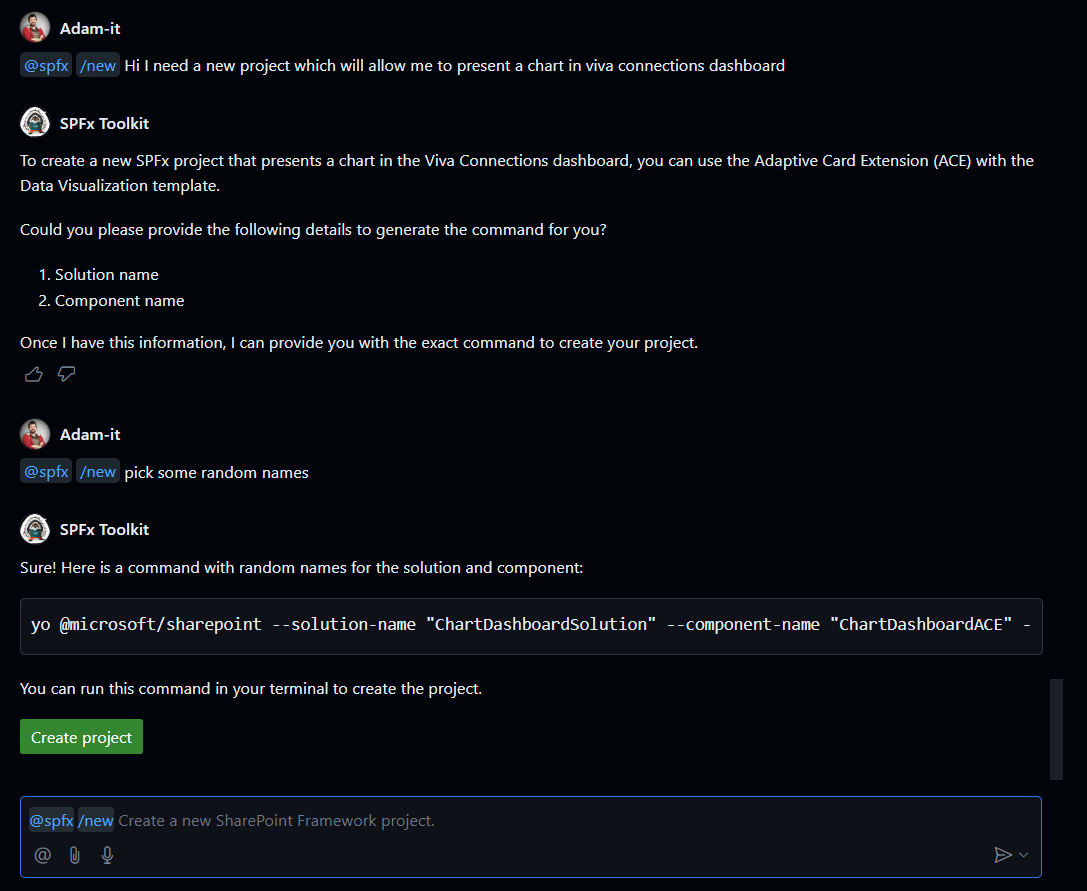 Adam-it
@spfx /new Hi I need a new project which will allow me to present a chart in viva connections dashboard
SPFx Toolkit
To create a new SPFx project that presents a chart in the Viva Connections dashboard, you can use the Adaptive Card Extension (ACE) with the
Data Visualization template.
Could you please provide the following details to generate the command for you?
1. Solution name
2. Component name
Once I have this information, I can provide you with the exact command to create your project.
Adam-it
@spfx /new pick some random names
SPFx Toolkit
Sure! Here is a command with random names for the solution and component:
yo @microsoft/sharepoint --solution-name "ChartDashboardSolution" --component-name "ChartDashboardACE" -
You can run this command in your terminal to create the project.
Create project
@spfx /new Create a new SharePoint Framework project.